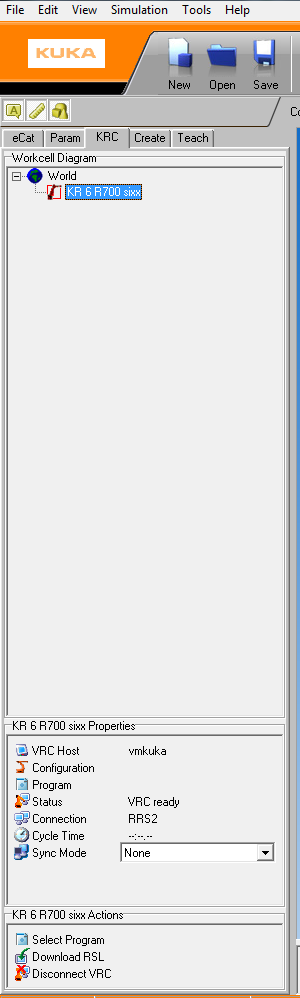 File Edit View Simulation Tools Help
KUKA
New Open Save
A
Co
eCat Param KRC Create Teach
Workcell Diagram
World
KR 6 R700 sixx
KR 6 R700 sixx Properties
VRC Host vmkuka
Configuration
Program
Status VRC ready
Connection RRS2
Cycle Time --:--.--
Sync Mode None
KR 6 R700 sixx Actions
Select Program
Download RSL
Disconnect VRC